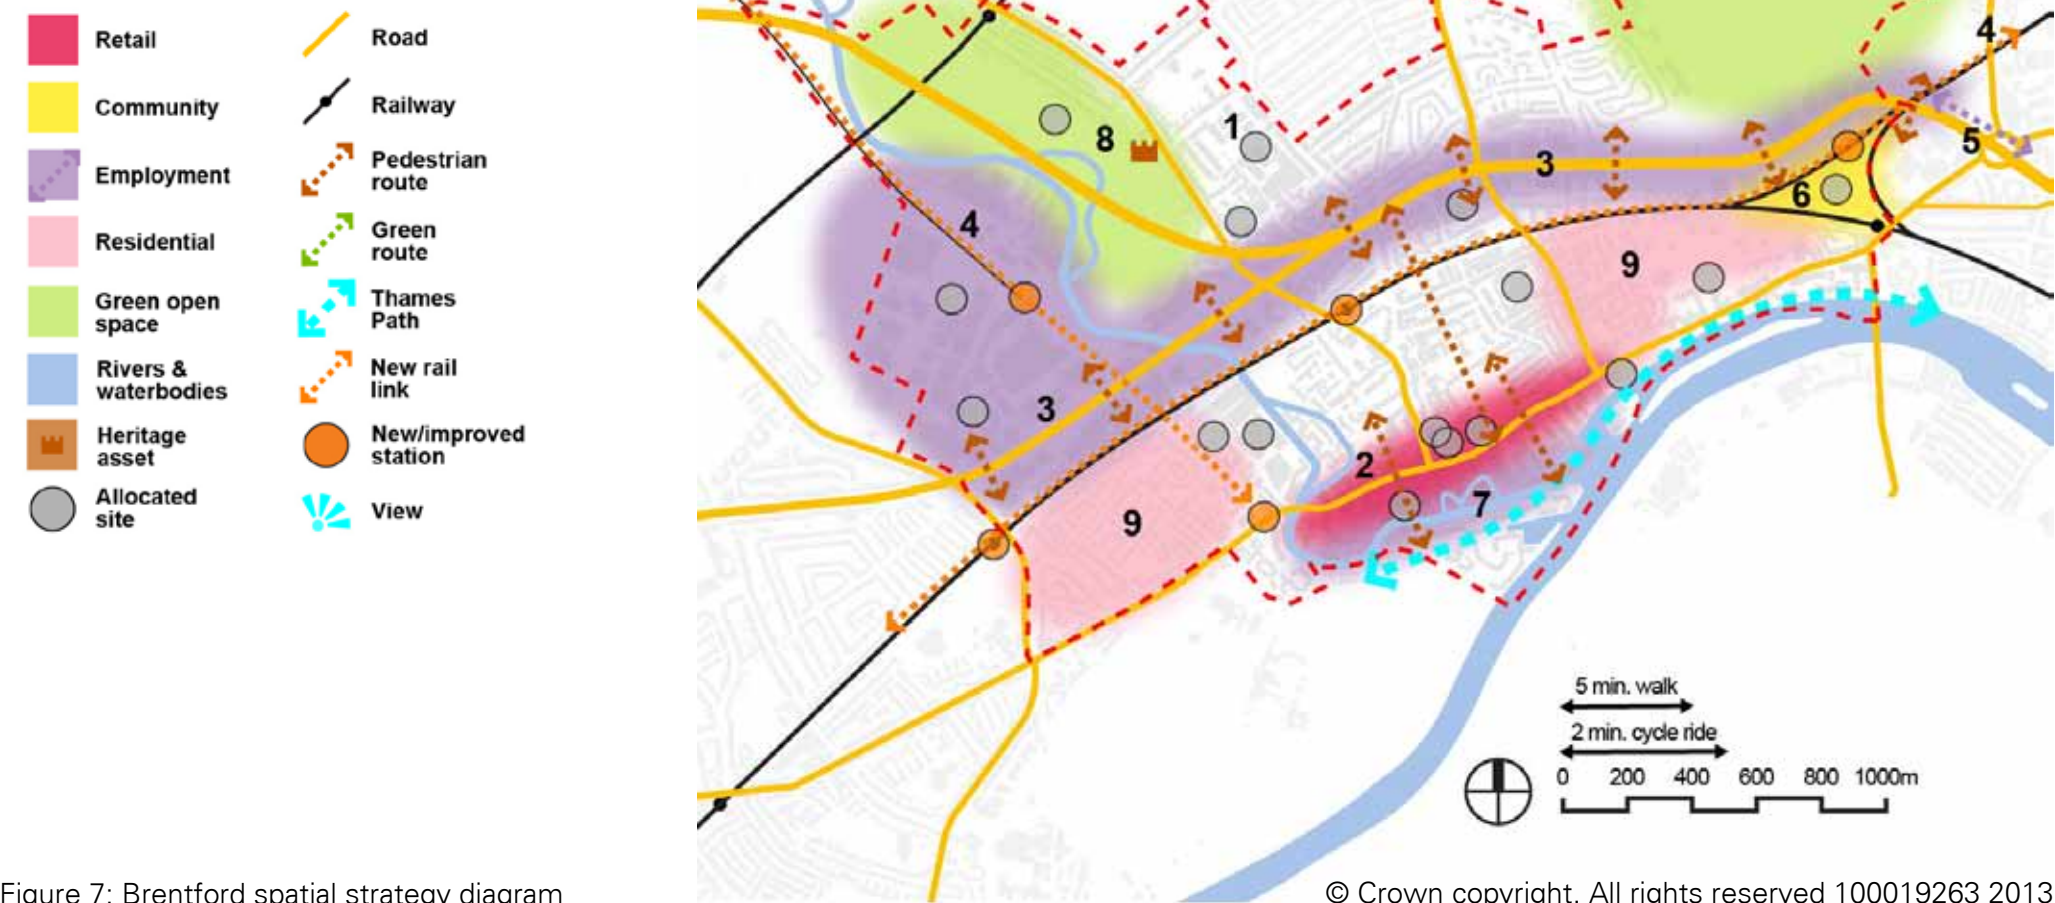 Retail
Community
Employment
Residential
Green open
space
Rivers &
waterbodies
Heritage
asset
Allocated
site
Road
Railway
Pedestrian
route
Green
route
Thames
Path
New rail
link
New/improved
station
View
4
1
8
5
3
6
4
9
3
2
7
9
5 min. walk
2 min. cycle ride
0 200 400 600 800 1000m
Figure 7: Brentford spatial strategy diagram
© Crown copyright. All rights reserved 100019263 2013